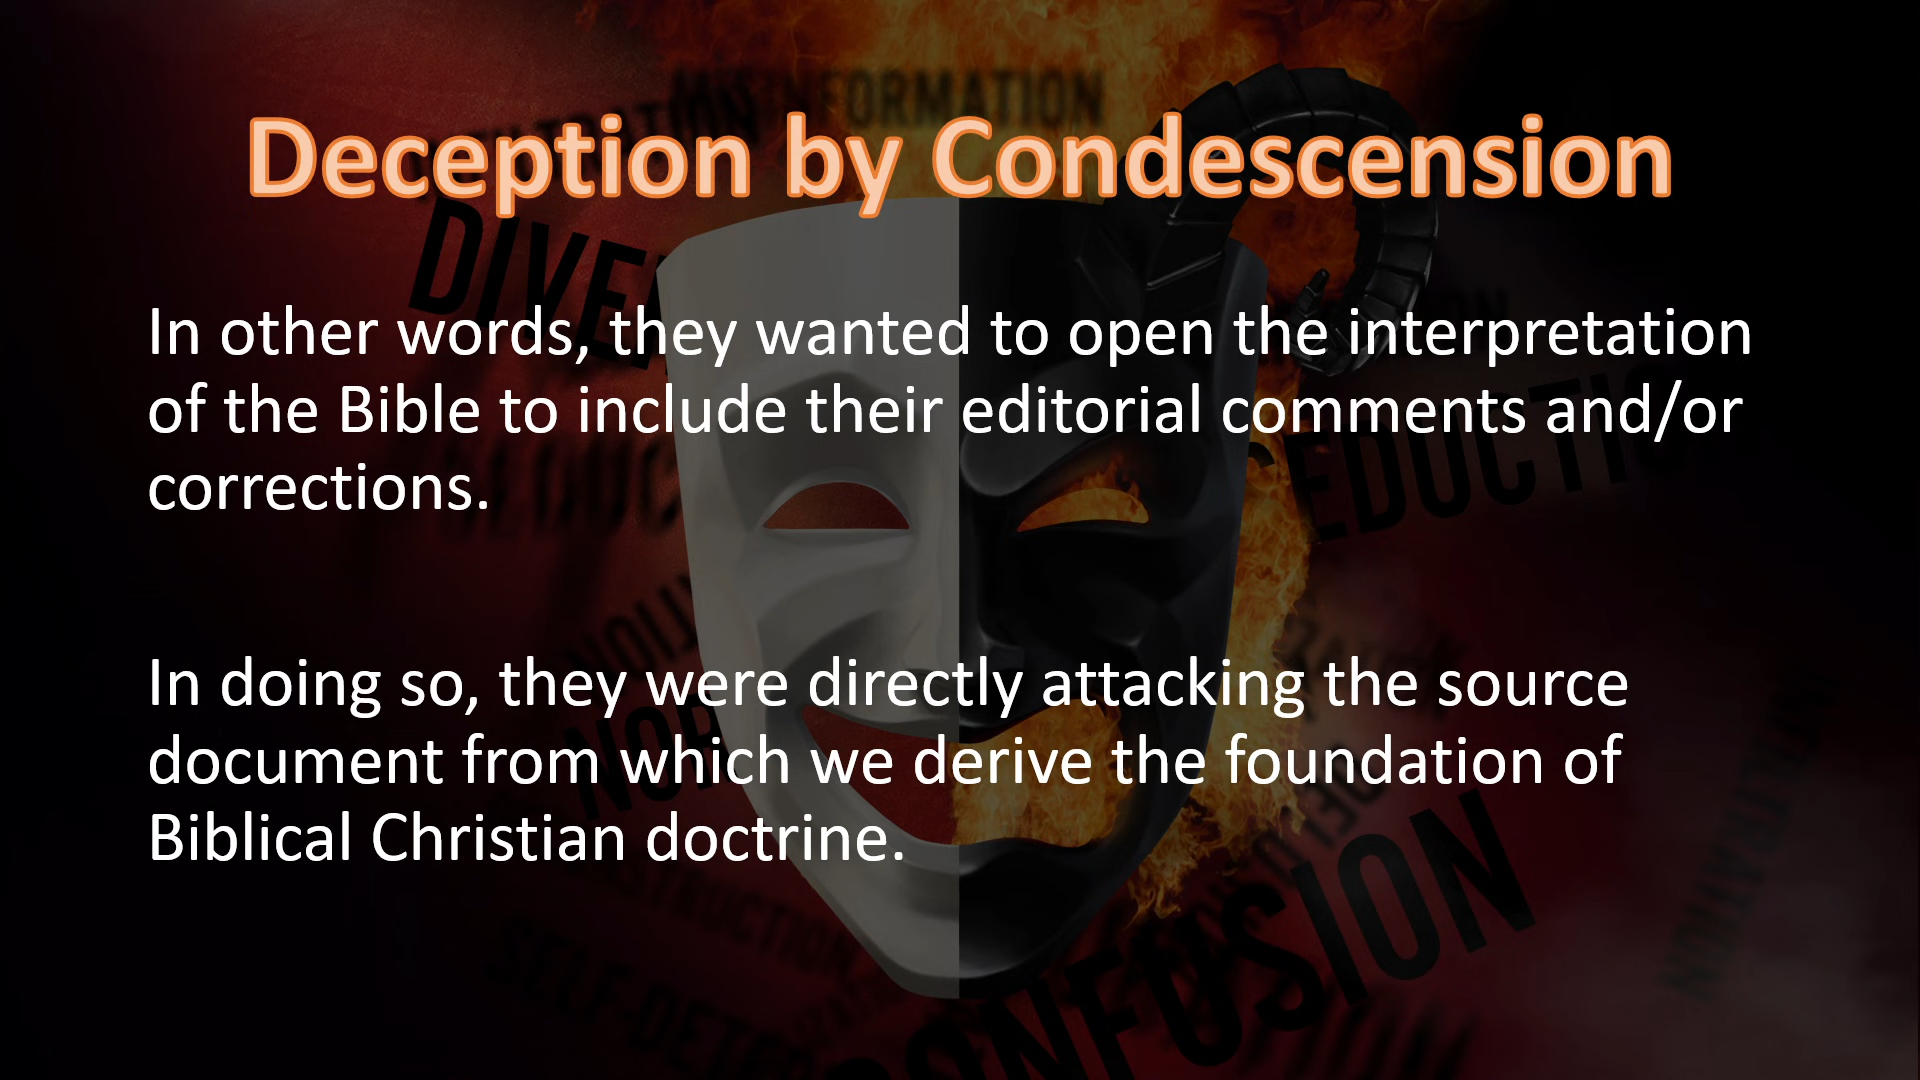 MISINFORMATION
Deception by Condescension
In other words, they wanted to open the interpretation
of the Bible to include their editorial comments and/or
corrections.
In doing so, they were directly attacking the source
document from which we derive the foundation of
Biblical Christian doctrine.
CONFUSION
INFILTRATION